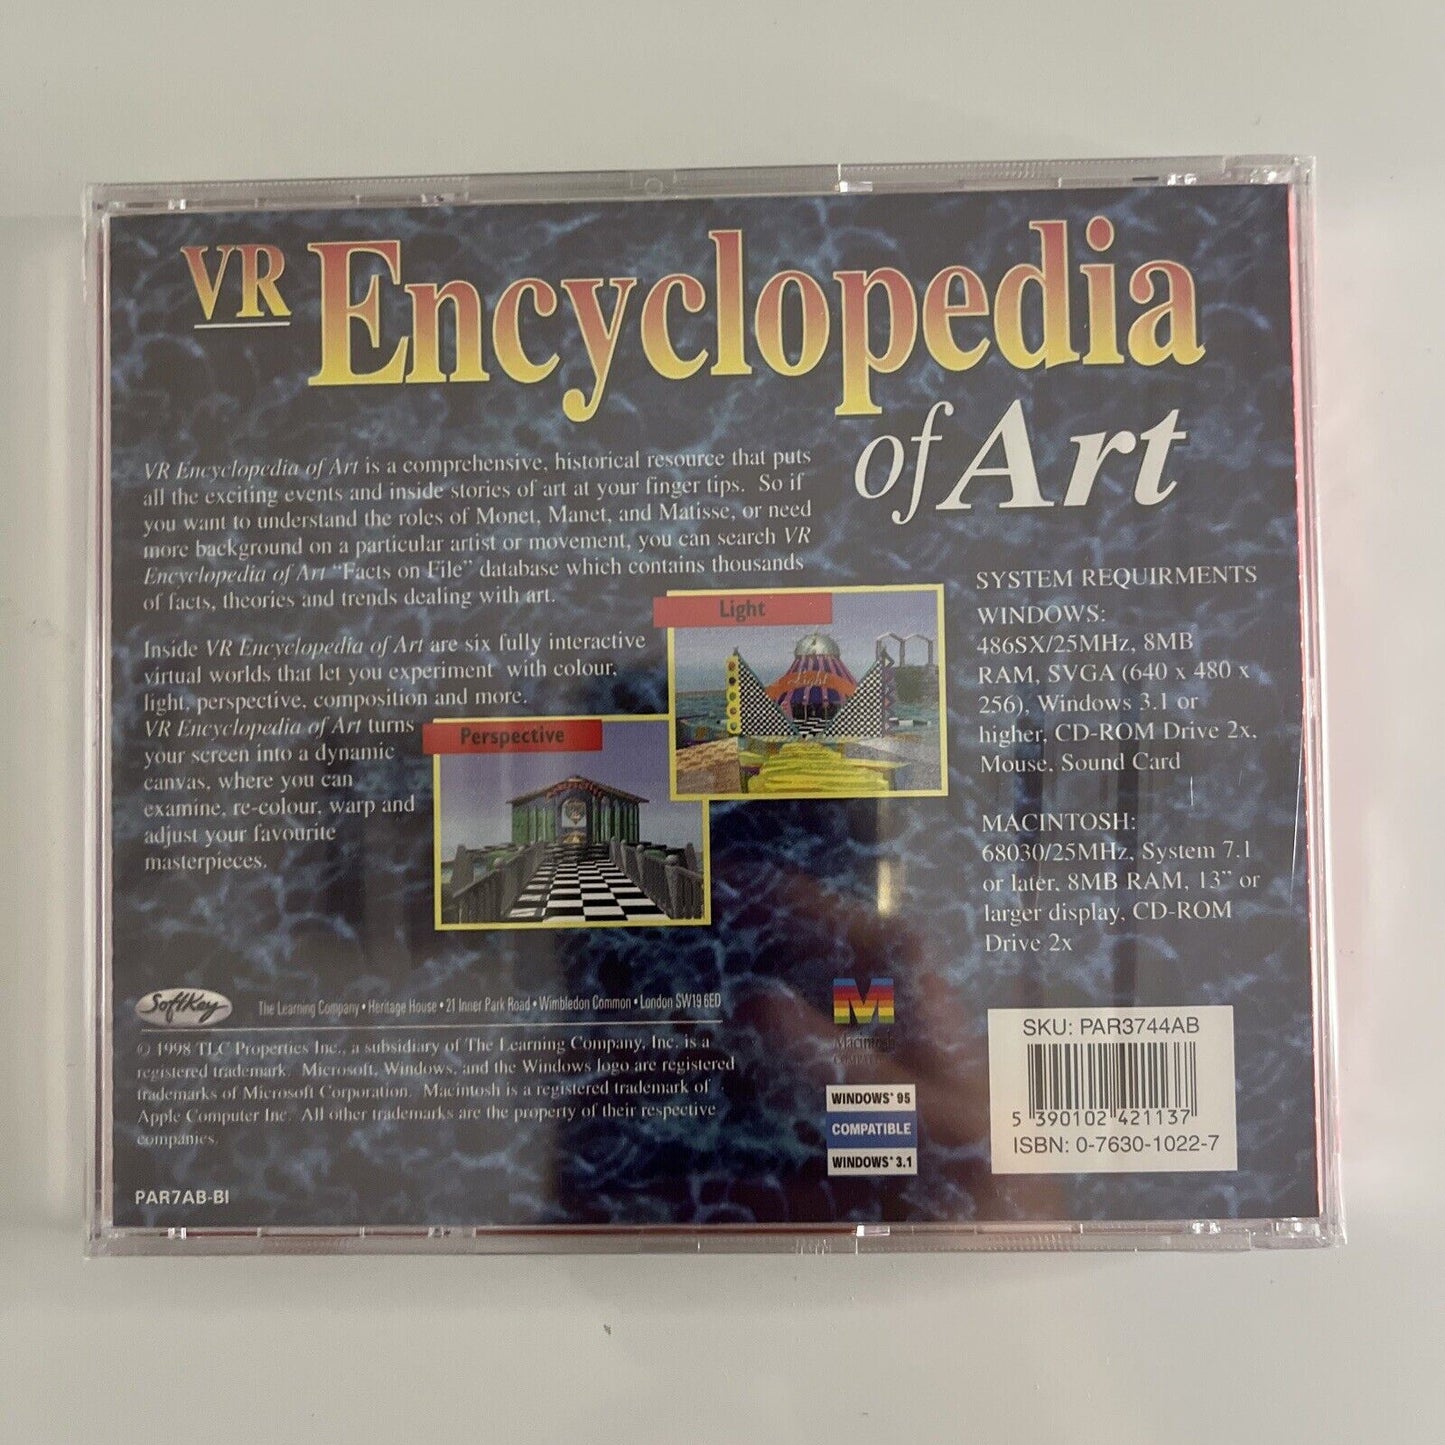 VR Encyclopedia
of Art
VR Encyclopedia of Art is a comprehensive, historical resource that puts
all the exciting events and inside stories of art at your finger tips. So if
you want to understand the roles of Monet, Manet, and Matisse, or need
more background on a particular artist or movement, you can search VR
Encyclopedia of Art "Facts on File" database which contains thousands
of facts, theories and trends dealing with art.
Inside VR Encyclopedia of Art are six fully interactive
virtual worlds that let you experiment with colour,
light, perspective, composition and more.
VR Encyclopedia of Art turns
your screen into a dynamic
canvas, where you can
examine, re-colour, warp and
adjust your favourite
masterpieces.
Light
Light
Perspective
SYSTEM REQUIRMENTS
WINDOWS:
486SX/25MHz, 8MB
RAM, SVGA (640 x 480 x
256), Windows 3.1 or
higher, CD-ROM Drive 2x,
Mouse, Sound Card
MACINTOSH:
68030/25MHz, System 7.1
or later, 8MB RAM, 13" or
larger display, CD-ROM
Drive 2x
SoftKey
The Learning Company • Heritage House • 21 Inner Park Road • Wimbledon Common • London SW19 6ED
© 1998 TLC Properties Inc., a subsidiary of The Learning Company, Inc. is a
registered trademark. Microsoft, Windows, and the Windows logo are registered
trademarks of Microsoft Corporation. Macintosh is a registered trademark of
Apple Computer Inc. All other trademarks are the property of their respective
companies.
PAR7AB-BI
M
Macintosh
COMPATIBLE
WINDOWS* 95
COMPATIBLE
WINDOWS* 3.1
SKU: PAR3744AB
5 390102 421137
ISBN: 0-7630-1022-7